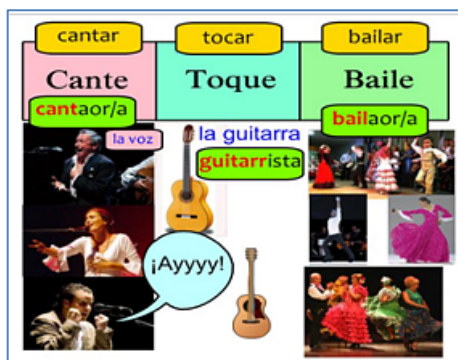 cantar
tocar
bailar
Cante
Toque
Baile
cantaor/a
la voz
la guitarra
guitarrista
bailaor/a
¡Ayyyy!